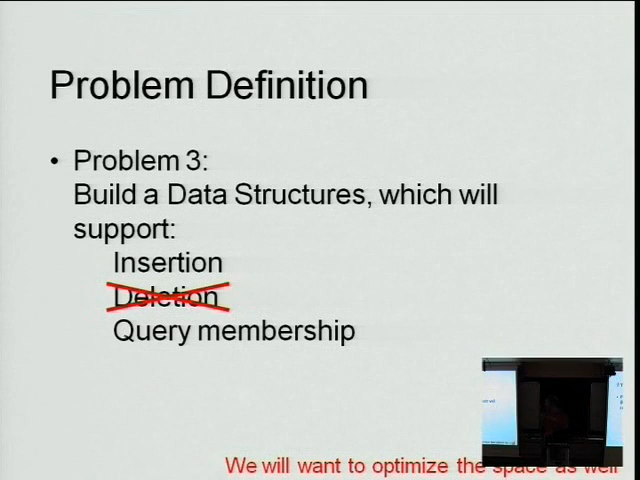 Problem Definition
• Problem 3:
Build a Data Structures, which will
support:
Insertion
Deletion
Query membership
We will want to optimize the space as well